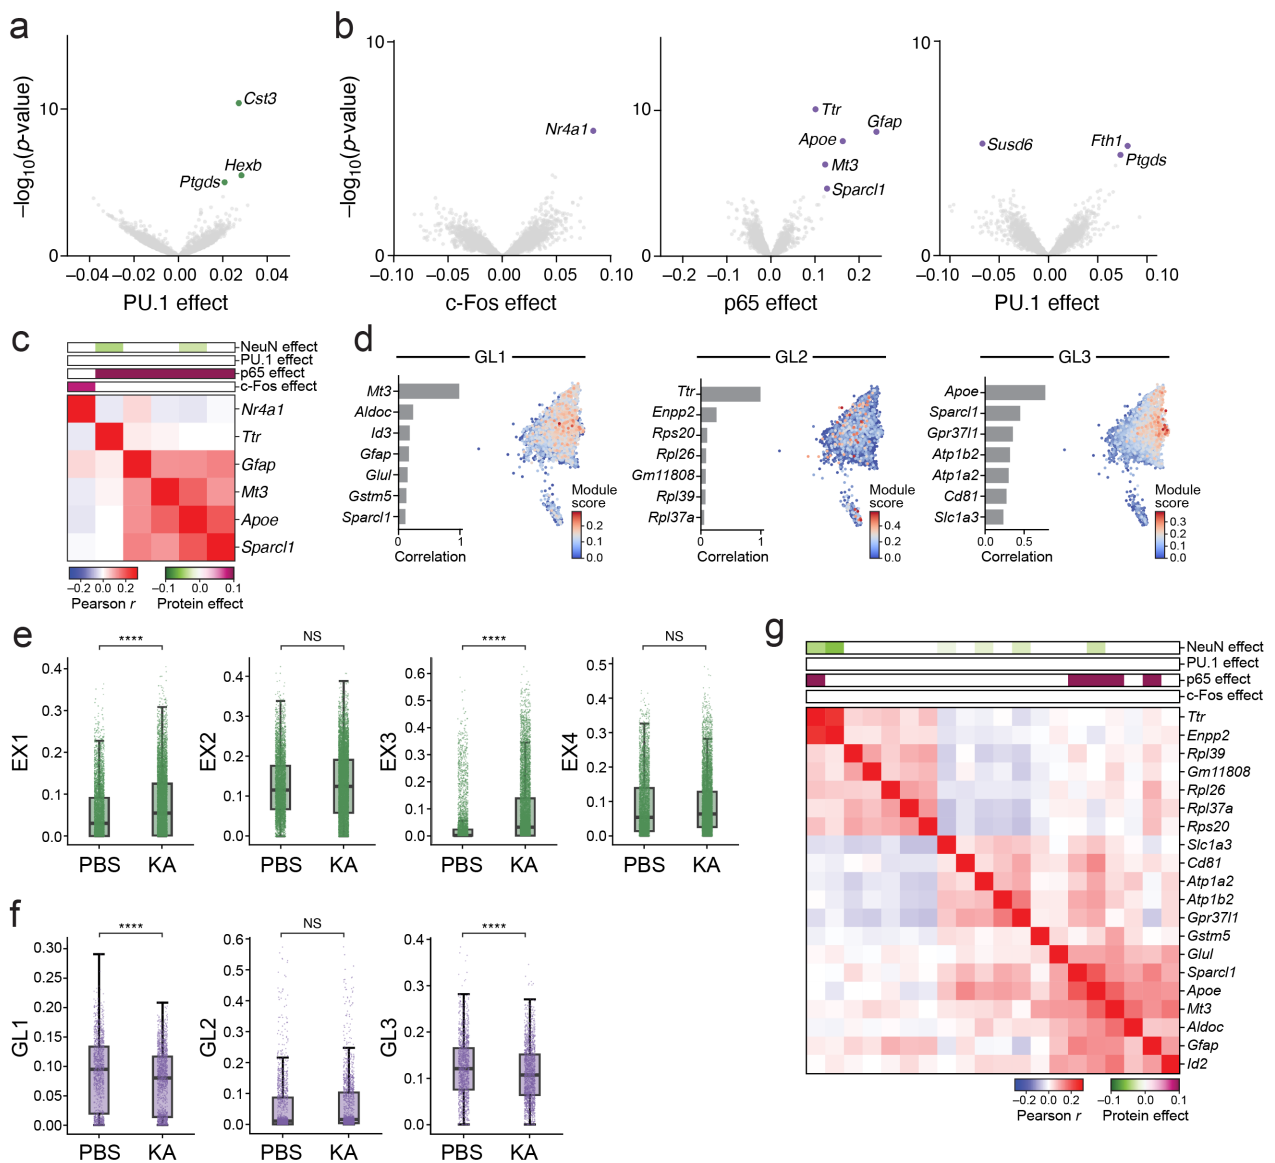 a
−log10(p-value)
10
0
Cst3
Hexb
Ptgds
−0.04 −0.02 0.00 0.02 0.04
PU.1 effect
b
−log10(p-value)
10
0
Nr4a1
−0.10 −0.05 0.00 0.05 0.10
c-Fos effect
10
0
Ttr
Gfap
Apoe
Mt3
Sparcl1
−0.2 −0.1 0.0 0.1 0.2
p65 effect
10
0
Susd6
Fth1
Ptgds
−0.10 −0.05 0.00 0.05 0.10
PU.1 effect
c
NeuN effect
PU.1 effect
p65 effect
c-Fos effect
Nr4a1
Ttr
Gfap
Mt3
Apoe
Sparcl1
−0.2 0.0 0.2
Pearson r
−0.1 0.0 0.1
Protein effect
d
GL1
Mt3
Aldoc
Id3
Gfap
Glul
Gstm5
Sparcl1
0 1
Correlation
Module
score
0.2
0.1
0.0
GL2
Ttr
Enpp2
Rps20
Rpl26
Gm11808
Rpl39
Rpl37a
0 1
Correlation
Module
score
0.4
0.2
0.0
GL3
Apoe
Sparcl1
Gpr37l1
Atp1b2
Atp1a2
Cd81
Slc1a3
0.0 0.5
Correlation
Module
score
0.3
0.2
0.1
0.0
e
EX1
0.4
0.3
0.2
0.1
0.0
****
PBS KA
EX2
0.4
0.3
0.2
0.1
0.0
NS
PBS KA
EX3
0.6
0.5
0.4
0.3
0.2
0.1
0.0
****
PBS KA
EX4
0.5
0.4
0.3
0.2
0.1
0.0
NS
PBS KA
f
GL1
0.30
0.25
0.20
0.15
0.10
0.05
0.00
****
PBS KA
GL2
0.6
0.5
0.4
0.3
0.2
0.1
0.0
NS
PBS KA
GL3
0.4
0.3
0.2
0.1
0.0
****
PBS KA
g
NeuN effect
PU.1 effect
p65 effect
c-Fos effect
Ttr
Enpp2
Rpl39
Gm11808
Rpl26
Rpl37a
Rps20
Slc1a3
Cd81
Atp1a2
Atp1b2
Gpr37l1
Gstm5
Glul
Sparcl1
Apoe
Mt3
Aldoc
Gfap
Id2
−0.2 0.0 0.2
Pearson r
−0.1 0.0 0.1
Protein effect